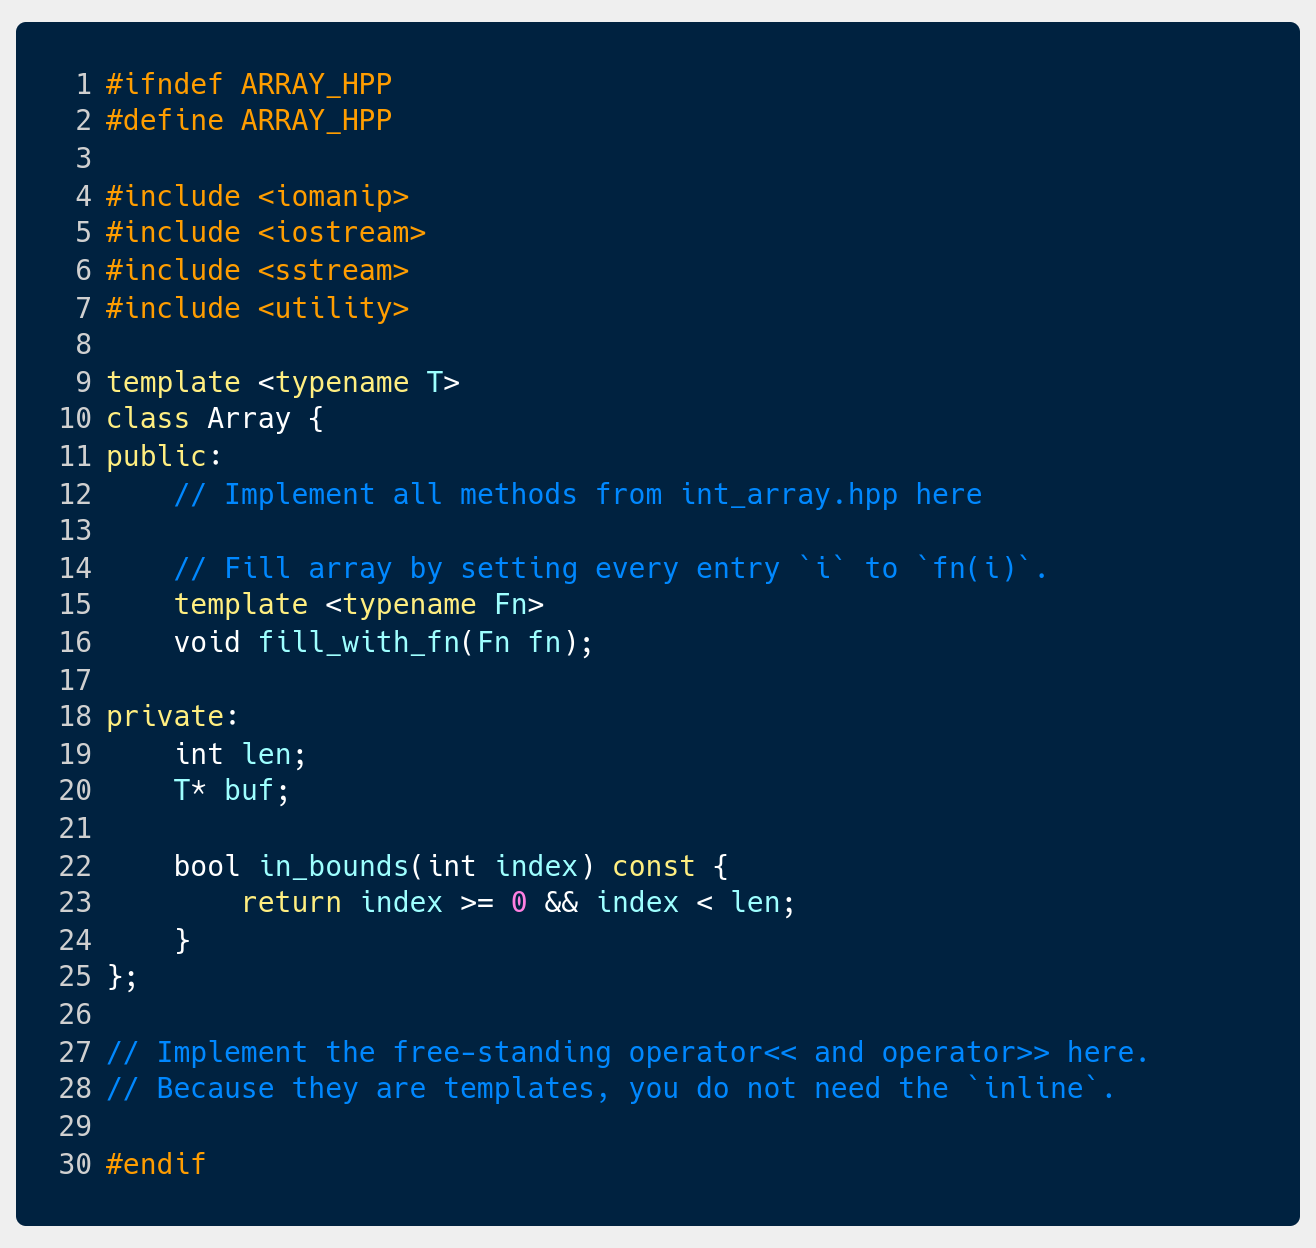 1 #ifndef ARRAY_HPP
2 #define ARRAY_HPP
3
4 #include <iomanip>
5 #include <iostream>
6 #include <sstream>
7 #include <utility>
8
9 template <typename T>
10 class Array {
11 public:
12     // Implement all methods from int_array.hpp here
13
14     // Fill array by setting every entry `i` to `fn(i)`.
15     template <typename Fn>
16     void fill_with_fn(Fn fn);
17
18 private:
19     int len;
20     T* buf;
21
22     bool in_bounds(int index) const {
23         return index >= 0 && index < len;
24     }
25 };
26
27 // Implement the free-standing operator<< and operator>> here.
28 // Because they are templates, you do not need the `inline`.
29
30 #endif